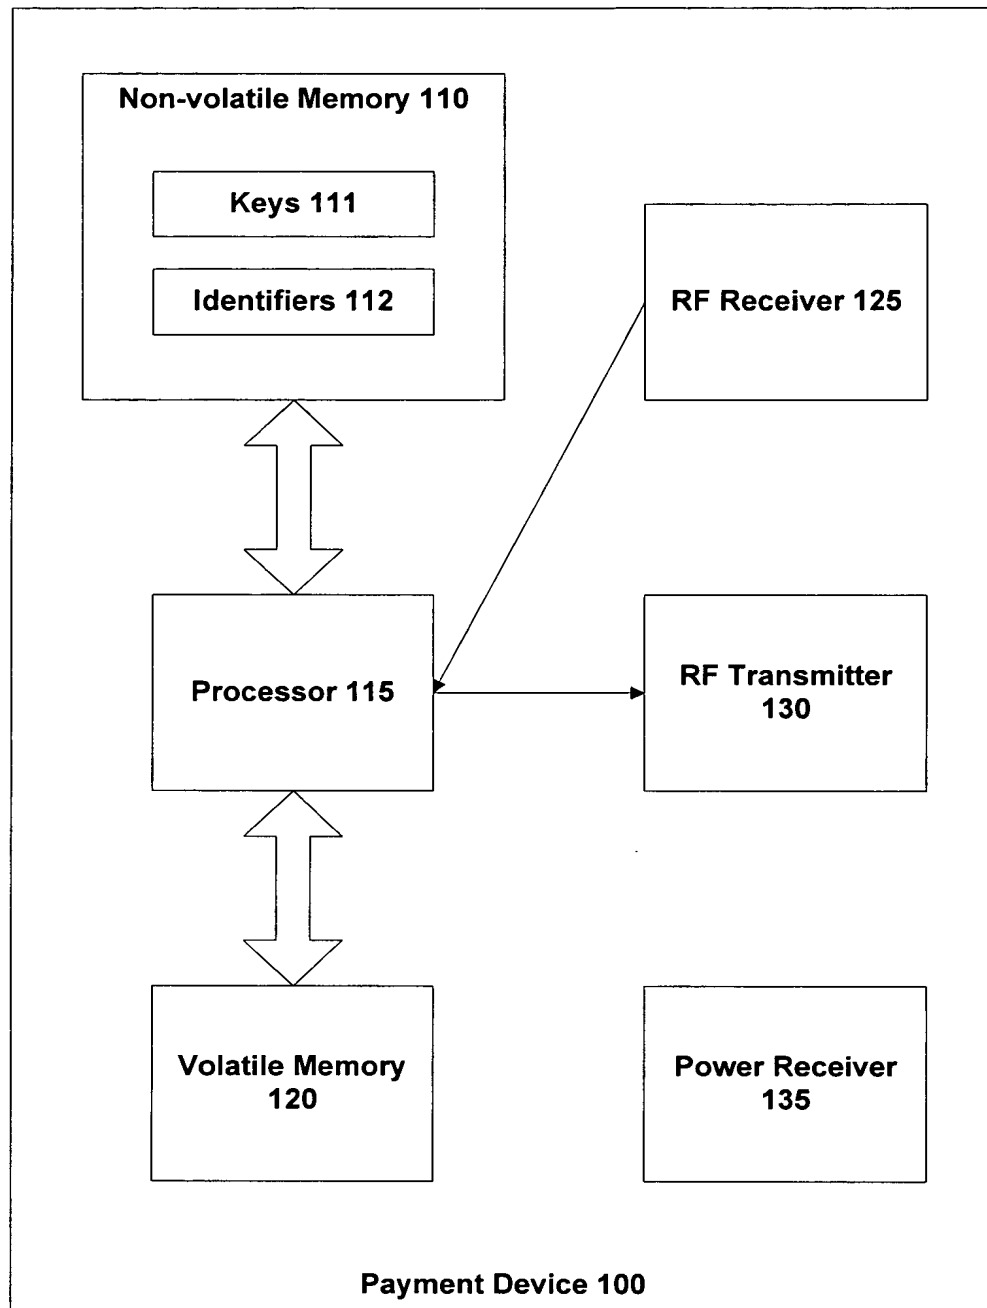 Non-volatile Memory 110
Keys 111
Identifiers 112
RF Receiver 125
Processor 115
RF Transmitter
130
Volatile Memory
120
Power Receiver
135
Payment Device 100